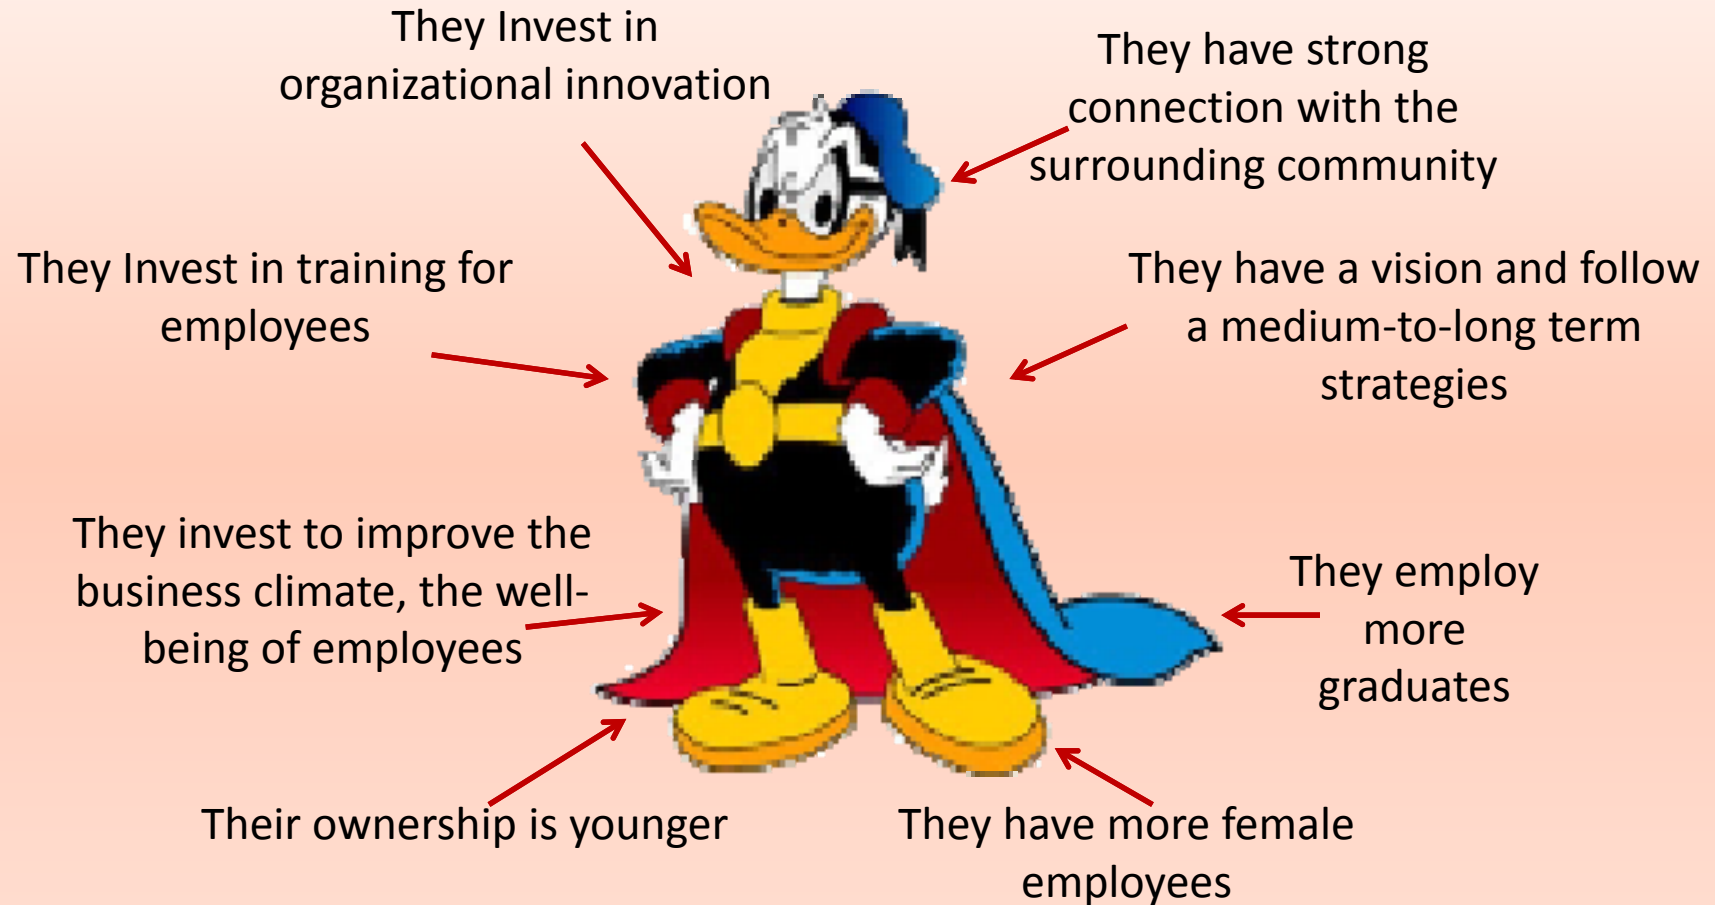 They Invest in
organizational innovation
They have strong
connection with the
surrounding community
They Invest in training for
employees
They have a vision and follow
a medium-to-long term
strategies
They invest to improve the
business climate, the well-
being of employees
They employ
more
graduates
Their ownership is younger
They have more female
employees